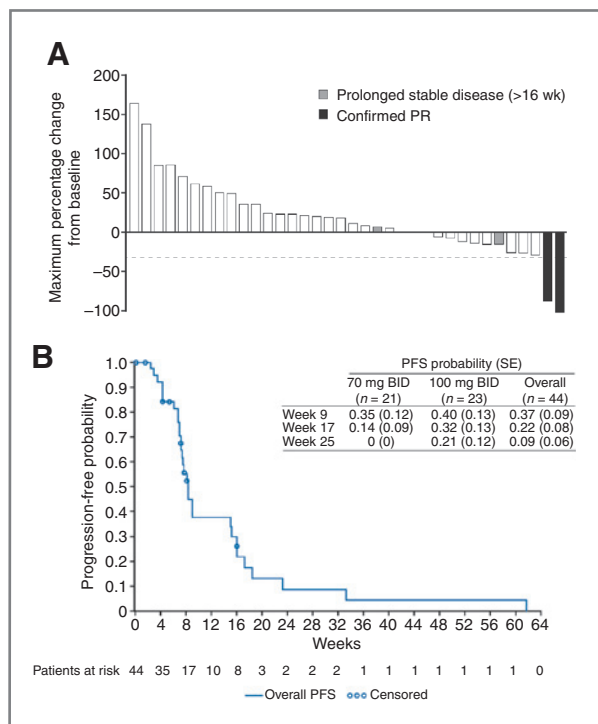 A
200
150
100
50
0
−50
−100
Maximum percentage change
from baseline
Prolonged stable disease (>16 wk)
Confirmed PR
B
1.0
0.9
0.8
0.7
0.6
0.5
0.4
0.3
0.2
0.1
0
Progression-free probability
PFS probability (SE)
70 mg BID 100 mg BID Overall
(n = 21) (n = 23) (n = 44)
Week 9 0.35 (0.12) 0.40 (0.13) 0.37 (0.09)
Week 17 0.14 (0.09) 0.32 (0.13) 0.22 (0.08)
Week 25 0 (0) 0.21 (0.12) 0.09 (0.06)
0 4 8 12 16 20 24 28 32 36 40 44 48 52 56 60 64
Weeks
Patients at risk 44 35 17 10 8 3 2 2 2 1 1 1 1 1 1 1 0
Overall PFS Censored